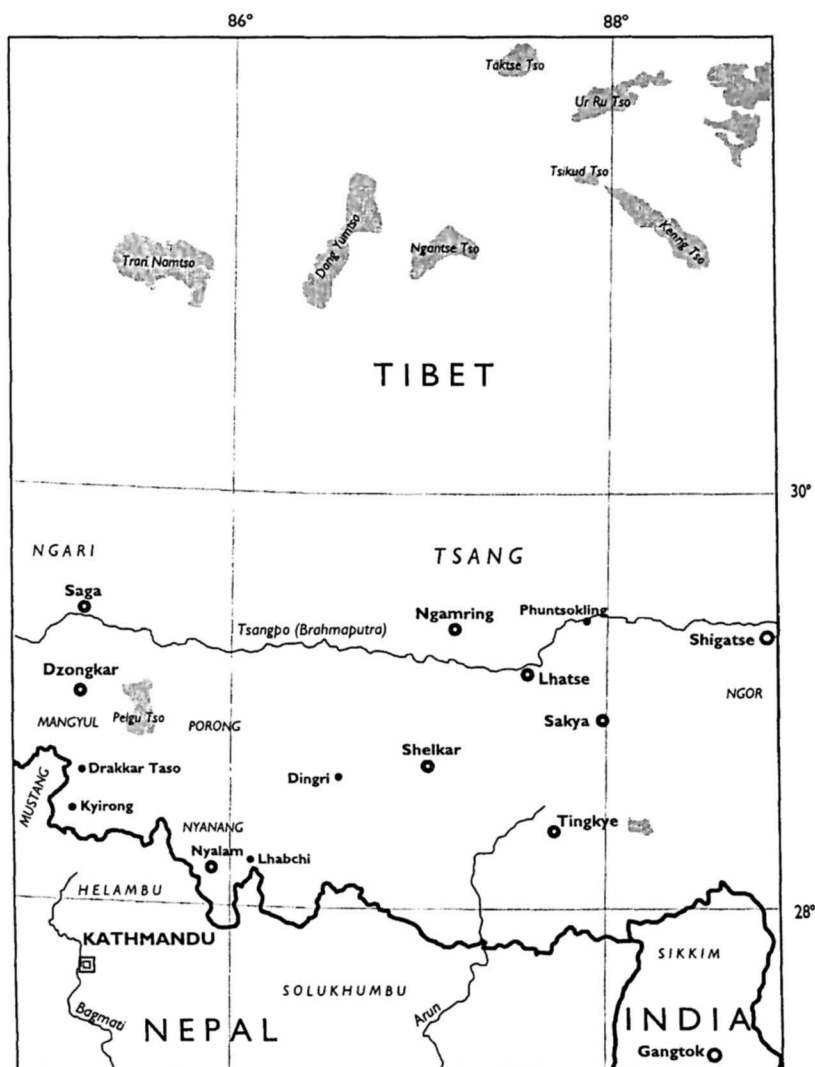 86°
88°
Taktse Tso
Ur Ru Tso
Tsikud Tso
Kering Tso
Trari Namtso
Dang Yumtso
Ngantse Tso
TIBET
30°
NGARI
TSANG
Saga
Ngamring
Phuntsokling
Tsangpo (Brahmaputra)
Shigatse
Dzongkar
Lhatse
NGOR
Peigu Tso
MANGYUL
PORONG
Sakya
Shelkar
Drakkar Taso
Dingri
MUSTANG
Kyirong
NYANANG
Tingkye
Nyalam
Lhabchi
HELAMBU
28°
KATHMANDU
SIKKIM
SOLUKHUMBU
Bagmati
NEPAL
Arun
INDIA
Gangtok